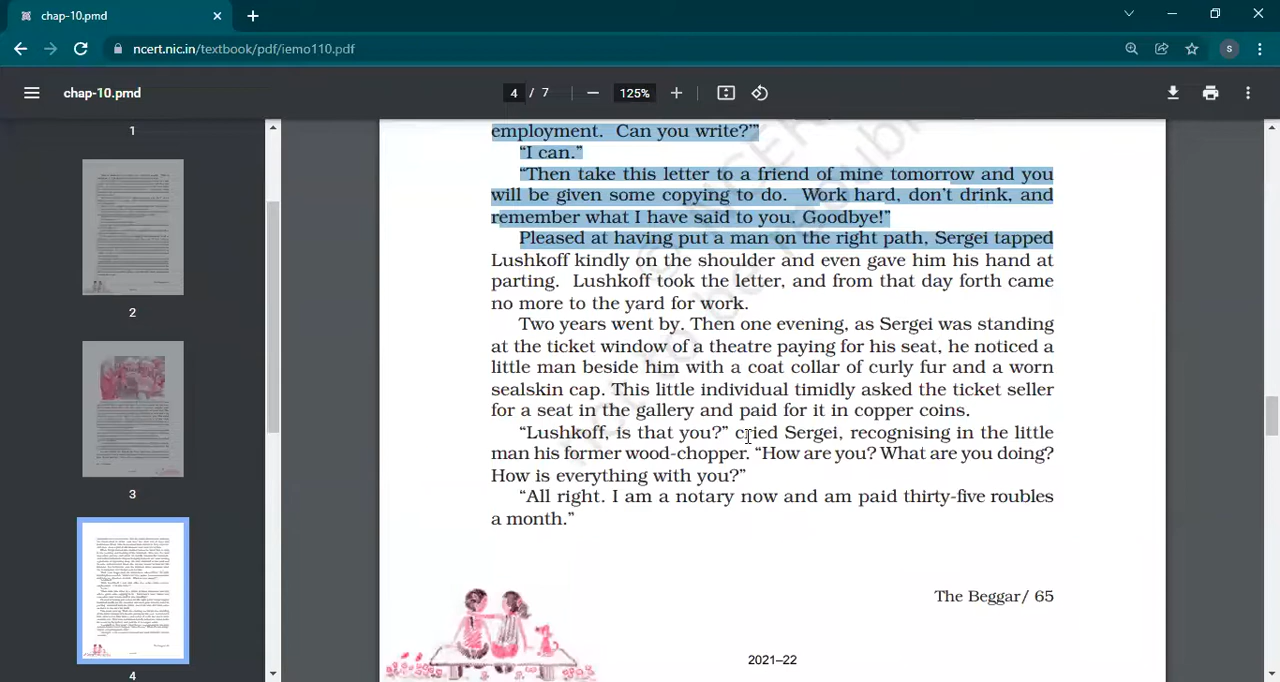 chap-10.pmd
ncert.nic.in/textbook/pdf/iemo110.pdf
S
chap-10.pmd
4 / 7
125%
1
2
3
4
employment. Can you write?'”
“I can.”
“Then take this letter to a friend of mine tomorrow and you
will be given some copying to do. Work hard, don't drink, and
remember what I have said to you. Goodbye!”
Pleased at having put a man on the right path, Sergei tapped
Lushkoff kindly on the shoulder and even gave him his hand at
parting. Lushkoff took the letter, and from that day forth came
no more to the yard for work.
Two years went by. Then one evening, as Sergei was standing
at the ticket window of a theatre paying for his seat, he noticed a
little man beside him with a coat collar of curly fur and a worn
sealskin cap. This little individual timidly asked the ticket seller
for a seat in the gallery and paid for it in copper coins.
“Lushkoff, is that you?” cried Sergei, recognising in the little
man his former wood-chopper. “How are you? What are you doing?
How is everything with you?”
“All right. I am a notary now and am paid thirty-five roubles
a month.”
The Beggar/ 65
2021–22